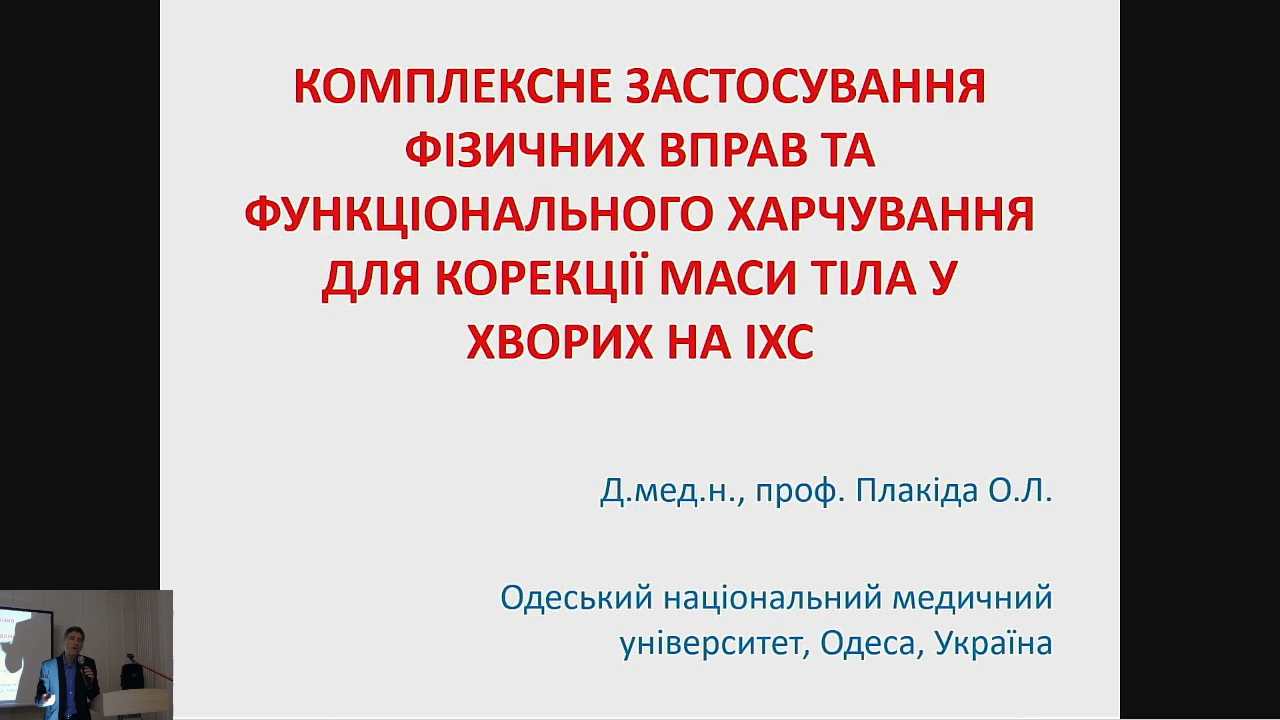 КОМПЛЕКСНЕ ЗАСТОСУВАННЯ
ФІЗИЧНИХ ВПРАВ ТА
ФУНКЦІОНАЛЬНОГО ХАРЧУВАННЯ
ДЛЯ КОРЕКЦІЇ МАСИ ТІЛА У
ХВОРИХ НА ІХС
Д.мед.н., проф. Плакіда О.Л.
Одеський національний медичний
університет, Одеса, Україна